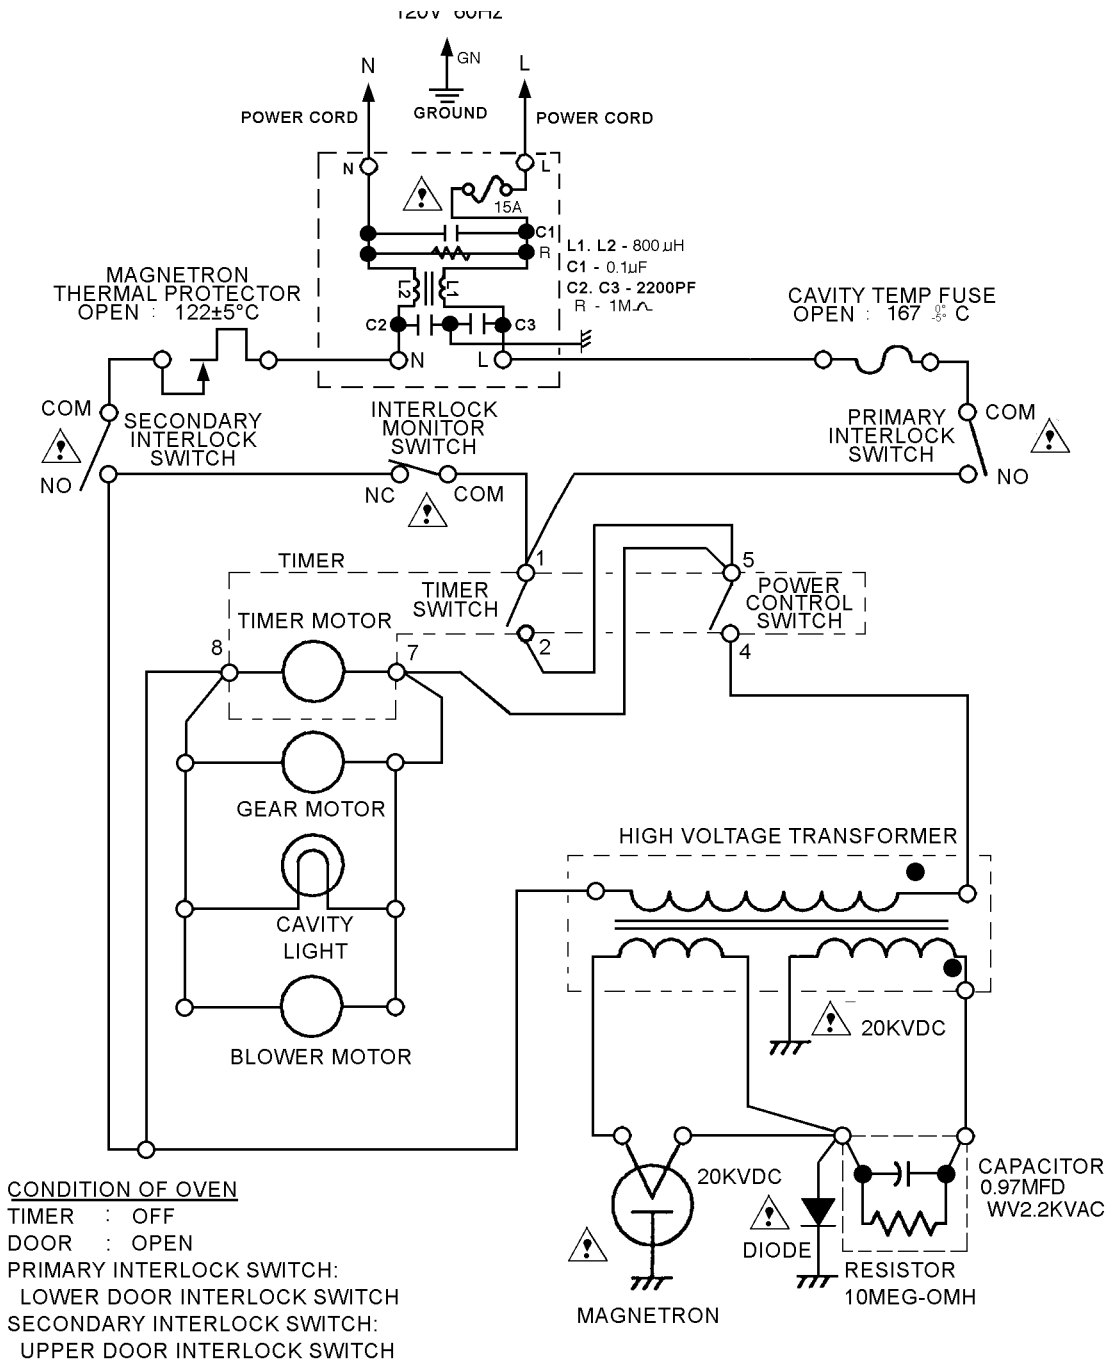 120V 60HZ
N
GN
L
POWER CORD
GROUND
POWER CORD
N
L
15A
C1
R
L1. L2 - 800µH
C1 - 0.1µF
C2. C3 - 2200PF
R - 1M
L2
L1
C2
C3
N
L
MAGNETRON
THERMAL PROTECTOR
OPEN : 122±5°C
CAVITY TEMP FUSE
OPEN : 167 0°/-5° C
COM
SECONDARY
INTERLOCK
SWITCH
NO
INTERLOCK
MONITOR
SWITCH
NC
COM
PRIMARY
INTERLOCK
SWITCH
COM
NO
TIMER
1
5
TIMER
SWITCH
POWER
CONTROL
SWITCH
TIMER MOTOR
8
7
2
4
GEAR MOTOR
CAVITY
LIGHT
BLOWER MOTOR
HIGH VOLTAGE TRANSFORMER
20KVDC
20KVDC
DIODE
MAGNETRON
CAPACITOR
0.97MFD
WV2.2KVAC
RESISTOR
10MEG-OMH
CONDITION OF OVEN
TIMER : OFF
DOOR : OPEN
PRIMARY INTERLOCK SWITCH:
LOWER DOOR INTERLOCK SWITCH
SECONDARY INTERLOCK SWITCH:
UPPER DOOR INTERLOCK SWITCH